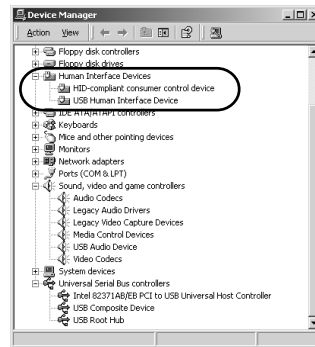 Device Manager
Action View
Floppy disk controllers
Floppy disk drives
Human Interface Devices
HID-compliant consumer control device
USB Human Interface Device
IDE ATA/ATAPI controllers
Keyboards
Mice and other pointing devices
Monitors
Network adapters
Ports (COM & LPT)
Sound, video and game controllers
Audio Codecs
Legacy Audio Drivers
Legacy Video Capture Devices
Media Control Devices
USB Audio Device
Video Codecs
System devices
Universal Serial Bus controllers
Intel 82371AB/EB PCI to USB Universal Host Controller
USB Composite Device
USB Root Hub